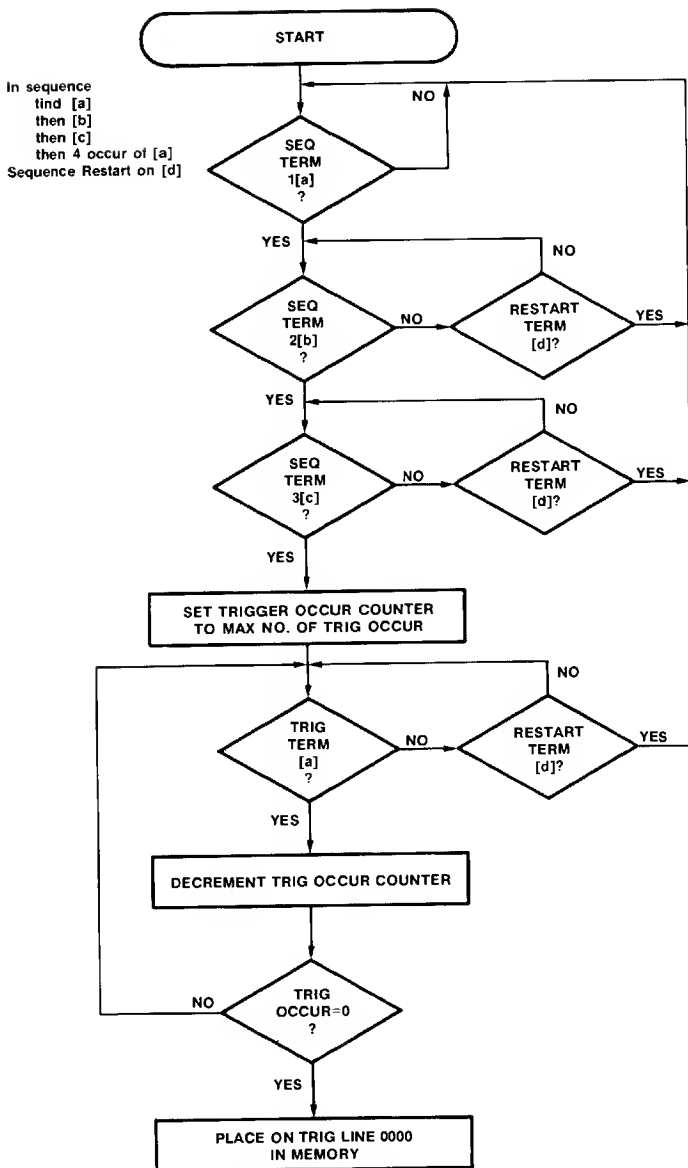 START
In sequence
tind [a]
then [b]
then [c]
then 4 occur of [a]
Sequence Restart on [d]
NO
SEQ
TERM
1[a]
?
YES
NO
SEQ
TERM
2[b]
?
NO
RESTART
TERM
[d]?
YES
YES
NO
SEQ
TERM
3[c]
?
NO
RESTART
TERM
[d]?
YES
YES
SET TRIGGER OCCUR COUNTER
TO MAX NO. OF TRIG OCCUR
NO
TRIG
TERM
[a]
?
NO
RESTART
TERM
[d]?
YES
YES
DECREMENT TRIG OCCUR COUNTER
NO
TRIG
OCCUR=0
?
YES
PLACE ON TRIG LINE 0000
IN MEMORY